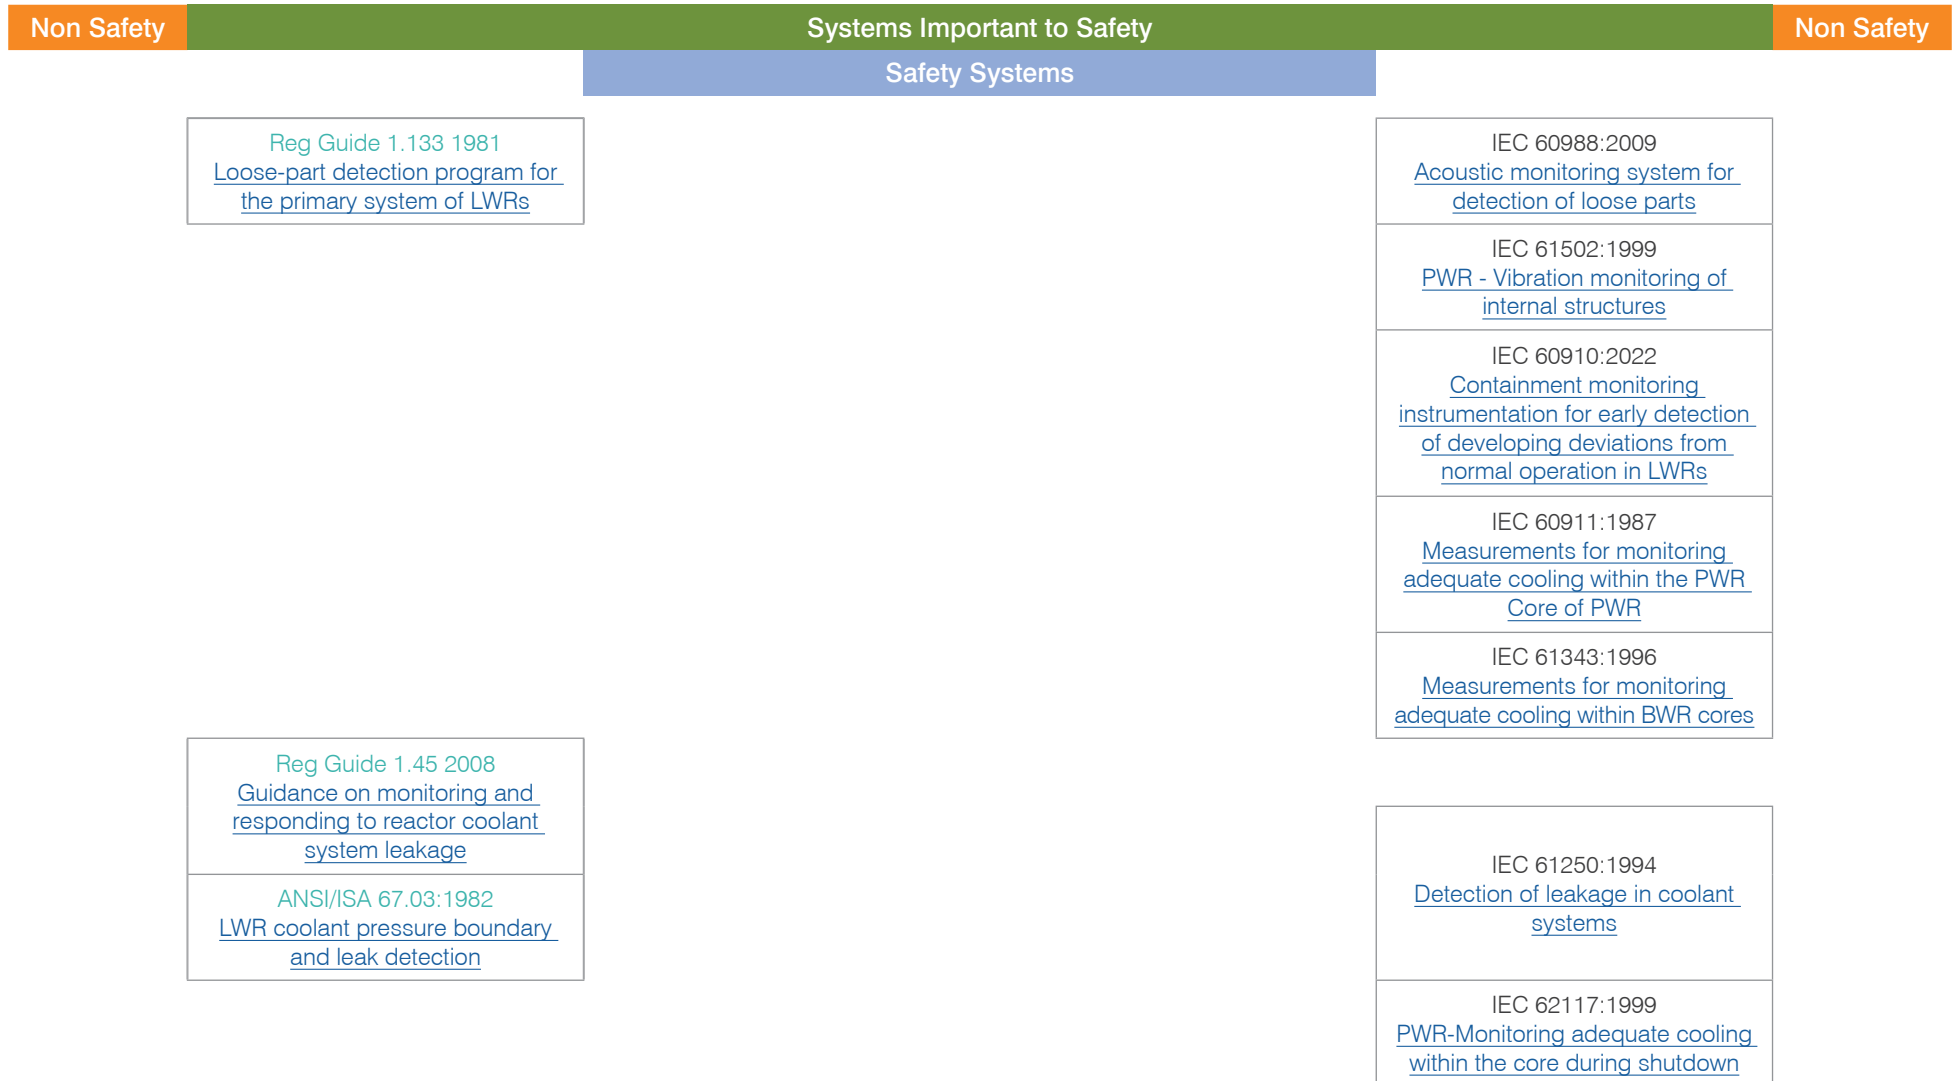 Non Safety
Systems Important to Safety
Non Safety
Safety Systems
Reg Guide 1.133 1981
Loose-part detection program for
the primary system of LWRs
IEC 60988:2009
Acoustic monitoring system for
detection of loose parts
IEC 61502:1999
PWR - Vibration monitoring of
internal structures
IEC 60910:2022
Containment monitoring
instrumentation for early detection
of developing deviations from
normal operation in LWRs
IEC 60911:1987
Measurements for monitoring
adequate cooling within the PWR
Core of PWR
IEC 61343:1996
Measurements for monitoring
adequate cooling within BWR cores
Reg Guide 1.45 2008
Guidance on monitoring and
responding to reactor coolant
system leakage
ANSI/ISA 67.03:1982
LWR coolant pressure boundary
and leak detection
IEC 61250:1994
Detection of leakage in coolant
systems
IEC 62117:1999
PWR-Monitoring adequate cooling
within the core during shutdown